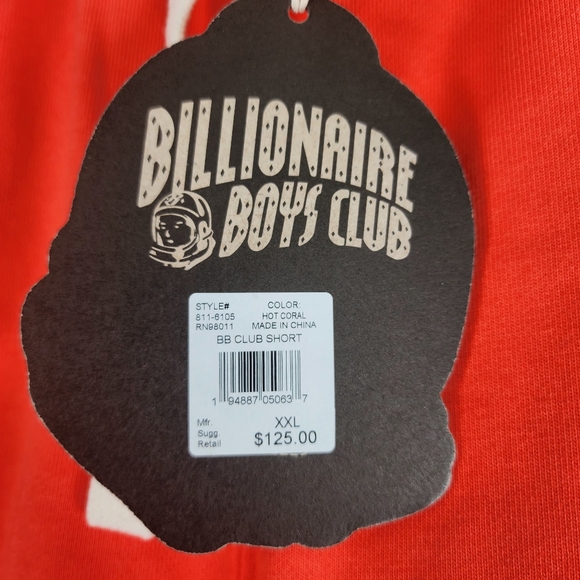 BILLIONAIRE
BOYS CLUB
STYLE# COLOR:
811-6105 HOT CORAL
RN98011 MADE IN CHINA
BB CLUB SHORT
1 94887 05063 7
Mfr. XXL
Sugg.
Retail $125.00